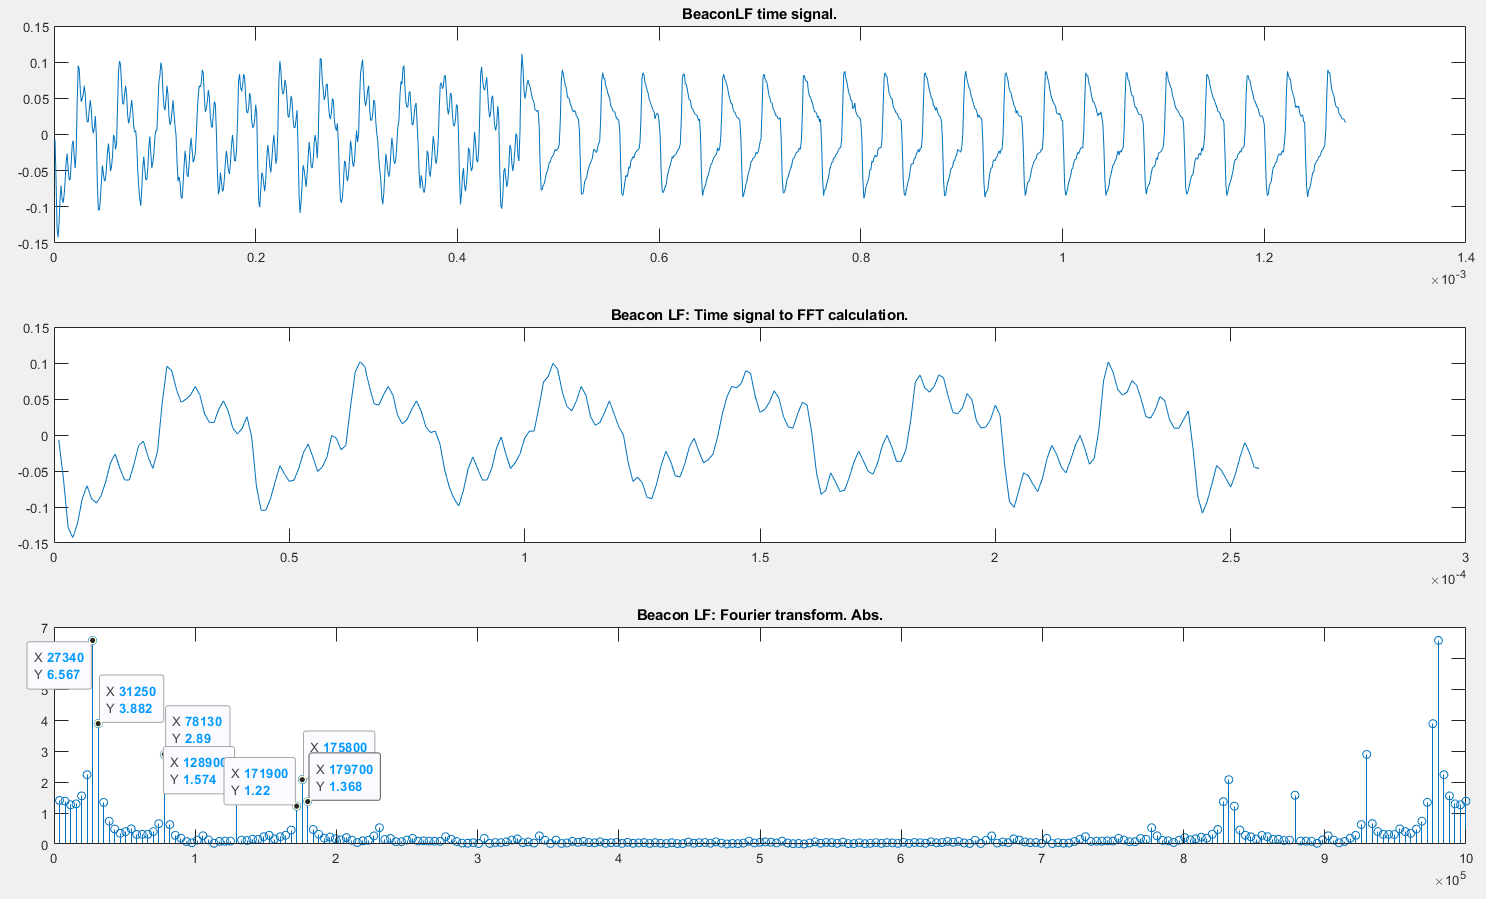 BeaconLF time signal.
0.15
0.1
0.05
0
-0.05
-0.1
-0.15
0 0.2 0.4 0.6 0.8 1 1.2 1.4
×10-3
Beacon LF: Time signal to FFT calculation.
0.15
0.1
0.05
0
-0.05
-0.1
-0.15
0 0.5 1 1.5 2 2.5 3
×10-4
Beacon LF: Fourier transform. Abs.
7
X 27340
Y 6.567
5
X 31250
Y 3.882
4
X 78130
Y 2.89
3
X 128900
Y 1.574
X 171900
Y 1.22
X 175800
X 179700
Y 1.368
2
1
0
0 1 2 3 4 5 6 7 8 9 10
×105